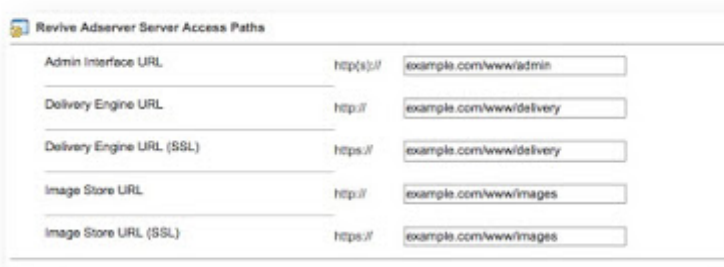 Revive Adserver Server Access Paths
Admin Interface URL http(s):// example.com/www/admin
Delivery Engine URL http:// example.com/www/delivery
Delivery Engine URL (SSL) https:// example.com/www/delivery
Image Store URL http:// example.com/www/images
Image Store URL (SSL) https:// example.com/www/images